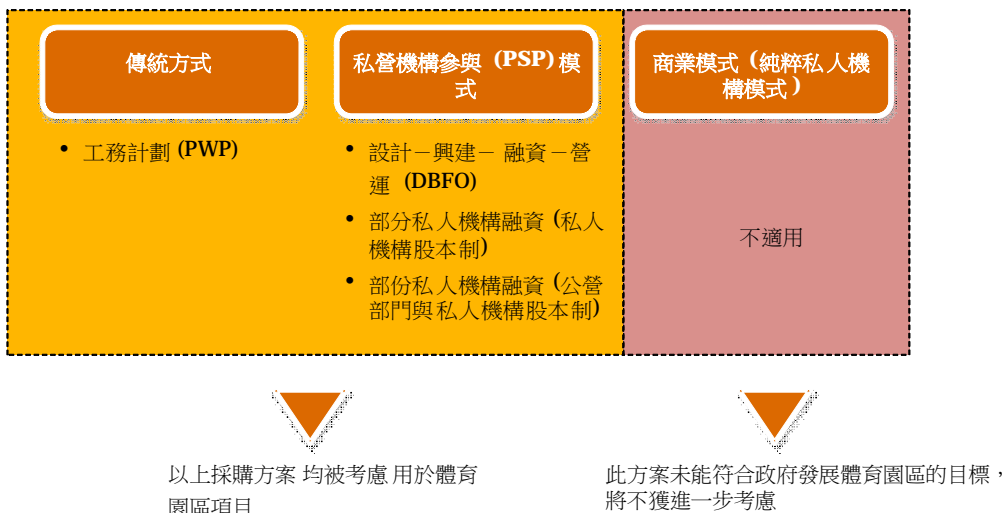 傳統方式
私營機構參與 (PSP) 模
式
商業模式 (純粹私人機
構模式)
• 工務計劃 (PWP)
• 設計－興建－ 融資－營
運 (DBFO)
• 部分私人機構融資 (私人
機構股本制)
• 部份私人機構融資 (公營
部門與私人機構股本制)
不適用
以上採購方案 均被考慮 用於體育
園區項目
此方案未能符合政府發展體育園區的目標，
將不獲進一步考慮